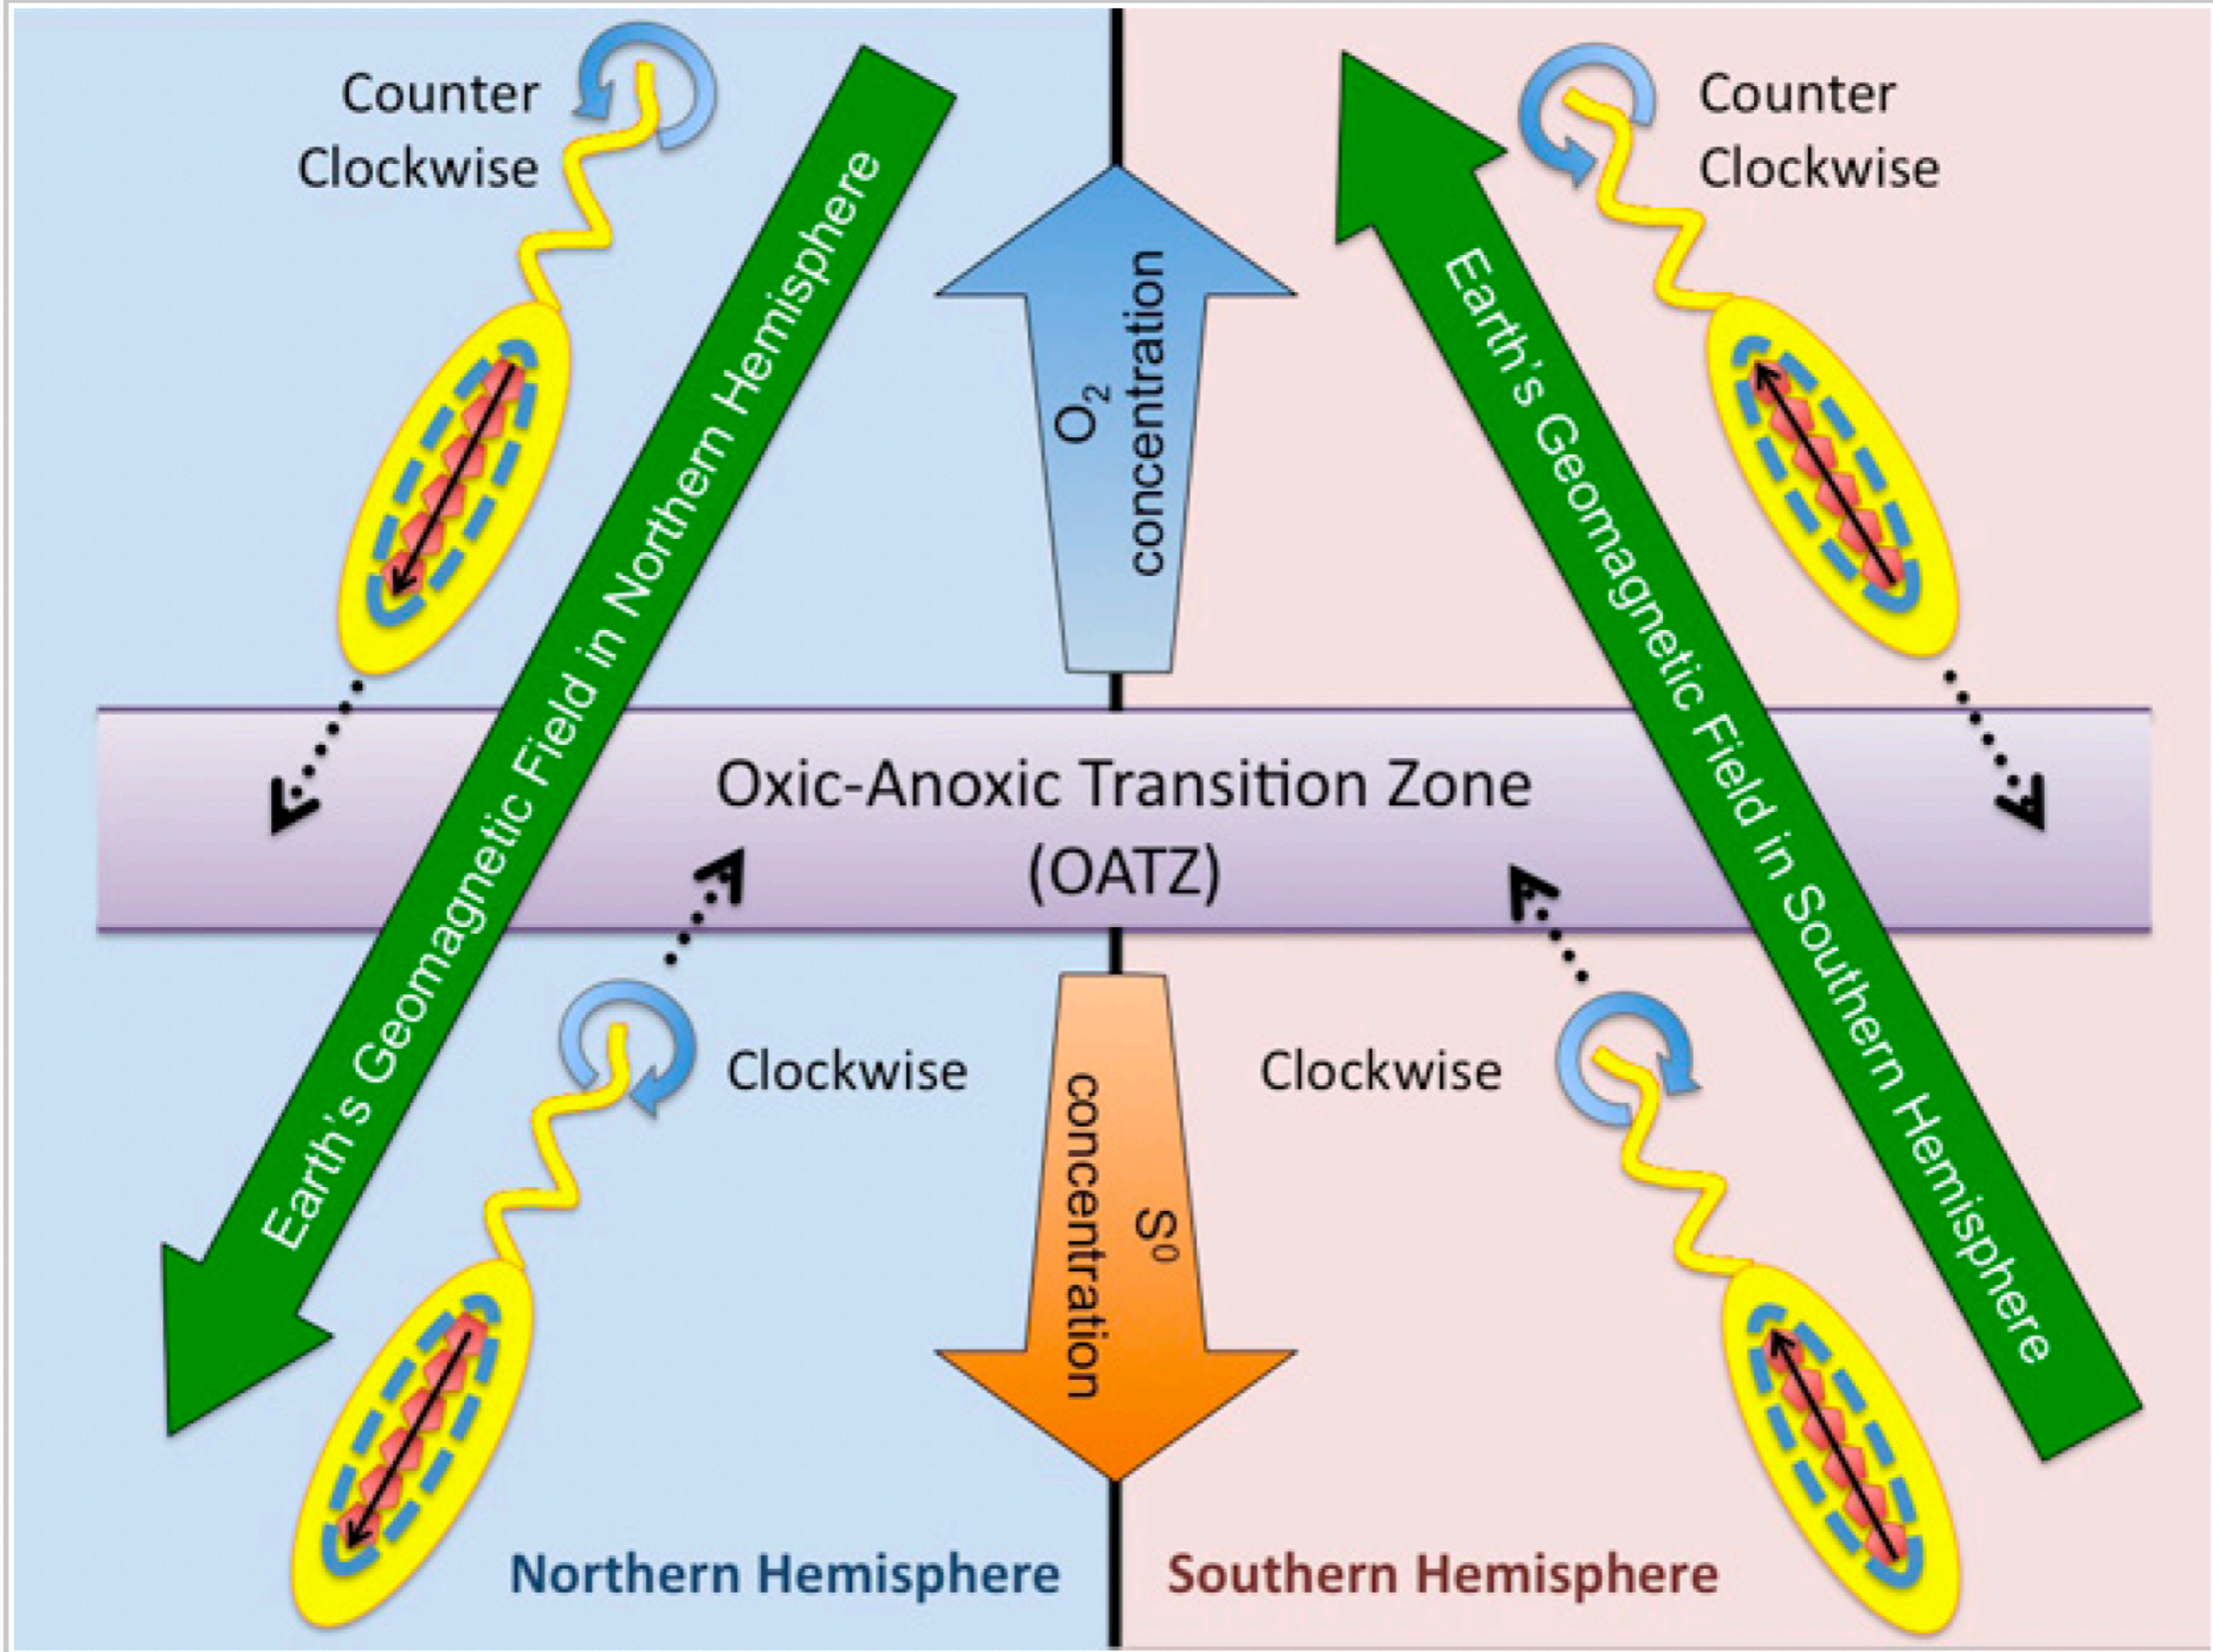 Counter
Clockwise
Earth's Geomagnetic Field in Northern Hemisphere
O₂
concentration
Earth's Geomagnetic Field in Southern Hemisphere
Counter
Clockwise
Oxic-Anoxic Transition Zone
(OATZ)
Clockwise
S⁰
concentration
Clockwise
Northern Hemisphere
Southern Hemisphere